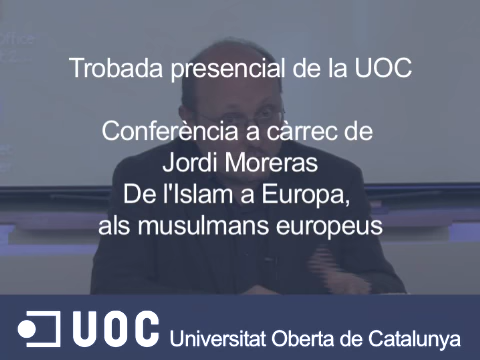 Trobada presencial de la UOC
Conferència a càrrec de
Jordi Moreras
De l'Islam a Europa,
als musulmans europeus
UOC Universitat Oberta de Catalunya